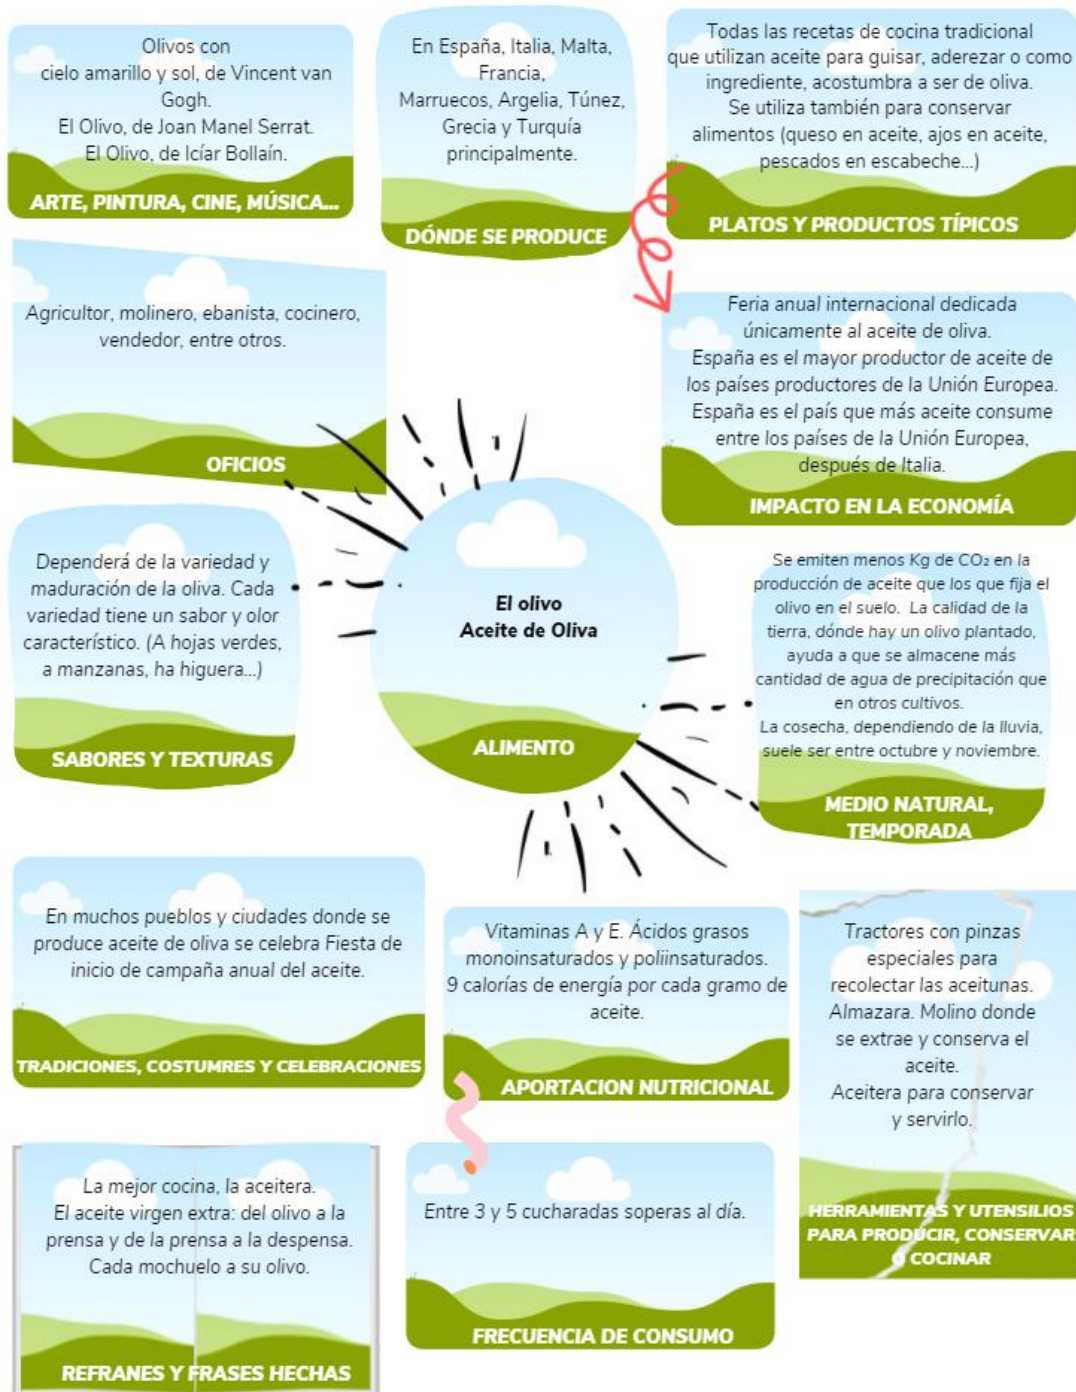 Olivos con
cielo amarillo y sol, de Vincent van
Gogh.
El Olivo, de Joan Manel Serrat.
El Olivo, de Icíar Bollaín.
ARTE, PINTURA, CINE, MÚSICA...
En España, Italia, Malta,
Francia,
Marruecos, Argelia, Túnez,
Grecia y Turquía
principalmente.
DÓNDE SE PRODUCE
Todas las recetas de cocina tradicional
que utilizan aceite para guisar, aderezar o como
ingrediente, acostumbra a ser de oliva.
Se utiliza también para conservar
alimentos (queso en aceite, ajos en aceite,
pescados en escabeche...)
PLATOS Y PRODUCTOS TÍPICOS
Agricultor, molinero, ebanista, cocinero,
vendedor, entre otros.
OFICIOS
Feria anual internacional dedicada
únicamente al aceite de oliva.
España es el mayor productor de aceite de
los países productores de la Unión Europea.
España es el país que más aceite consume
entre los países de la Unión Europea,
después de Italia.
IMPACTO EN LA ECONOMÍA
Dependerá de la variedad y
maduración de la oliva. Cada
variedad tiene un sabor y olor
característico. (A hojas verdes,
a manzanas, ha higuera...)
SABORES Y TEXTURAS
El olivo
Aceite de Oliva
ALIMENTO
Se emiten menos Kg de CO₂ en la
producción de aceite que los que fija el
olivo en el suelo. La calidad de la
tierra, dónde hay un olivo plantado,
ayuda a que se almacene más
cantidad de agua de precipitación que
en otros cultivos.
La cosecha, dependiendo de la lluvia,
suele ser entre octubre y noviembre.
MEDIO NATURAL,
TEMPORADA
En muchos pueblos y ciudades donde se
produce aceite de oliva se celebra Fiesta de
inicio de campaña anual del aceite.
TRADICIONES, COSTUMRES Y CELEBRACIONES
Vitaminas A y E. Ácidos grasos
monoinsaturados y poliinsaturados.
9 calorías de energía por cada gramo de
aceite.
APORTACION NUTRICIONAL
Tractores con pinzas
especiales para
recolectar las aceitunas.
Almazara. Molino donde
se extrae y conserva el
aceite.
Aceitera para conservar
y servirlo.
HERRAMIENTAS Y UTENSILIOS
PARA PRODUCIR, CONSERVAR
O COCINAR
La mejor cocina, la aceitera.
El aceite virgen extra: del olivo a la
prensa y de la prensa a la despensa.
Cada mochuelo a su olivo.
REFRANES Y FRASES HECHAS
Entre 3 y 5 cucharadas soperas al día.
FRECUENCIA DE CONSUMO